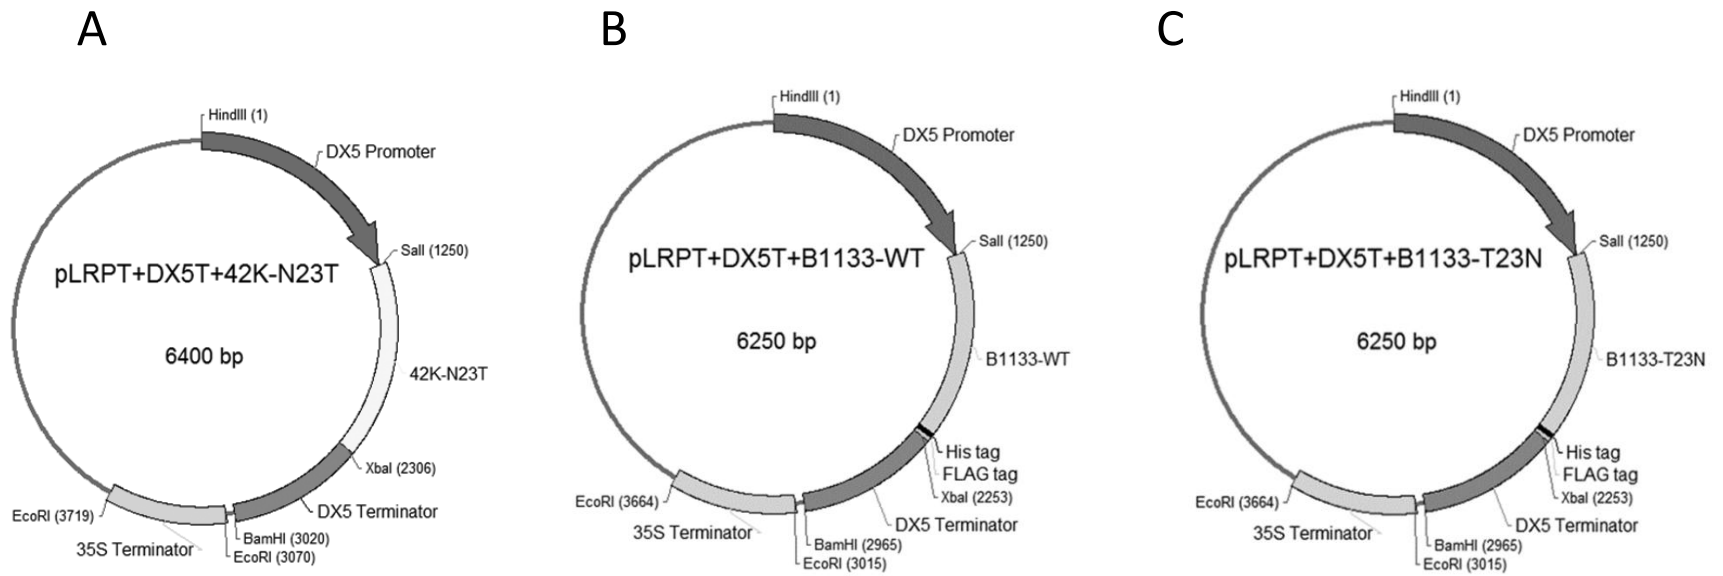 A
HindIII (1)
DX5 Promoter
SalI (1250)
pLRPT+DX5T+42K-N23T
6400 bp
42K-N23T
XbaI (2306)
DX5 Terminator
BamHI (3020)
EcoRI (3070)
35S Terminator
EcoRI (3719)
B
HindIII (1)
DX5 Promoter
SalI (1250)
pLRPT+DX5T+B1133-WT
6250 bp
B1133-WT
His tag
FLAG tag
XbaI (2253)
DX5 Terminator
BamHI (2965)
EcoRI (3015)
35S Terminator
EcoRI (3664)
C
HindIII (1)
DX5 Promoter
SalI (1250)
pLRPT+DX5T+B1133-T23N
6250 bp
B1133-T23N
His tag
FLAG tag
XbaI (2253)
DX5 Terminator
BamHI (2965)
EcoRI (3015)
35S Terminator
EcoRI (3664)